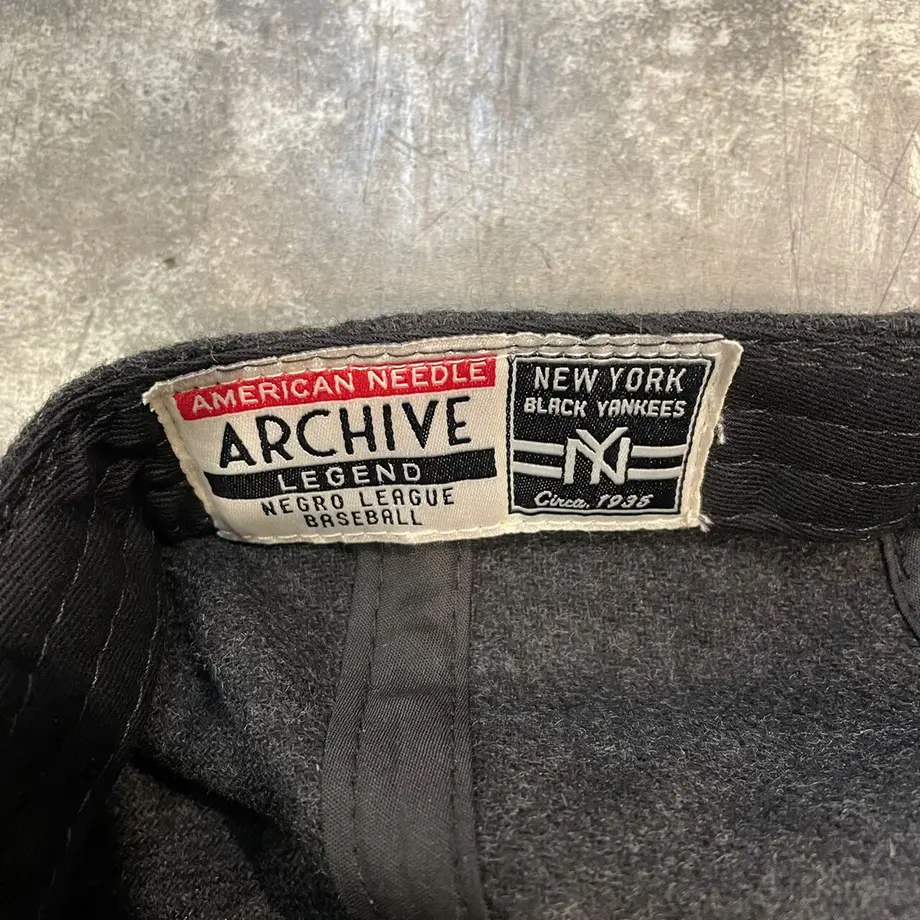 AMERICAN NEEDLE
ARCHIVE
LEGEND
NEGRO LEAGUE
BASEBALL
NEW YORK
BLACK YANKEES
NY
Circa. 1935